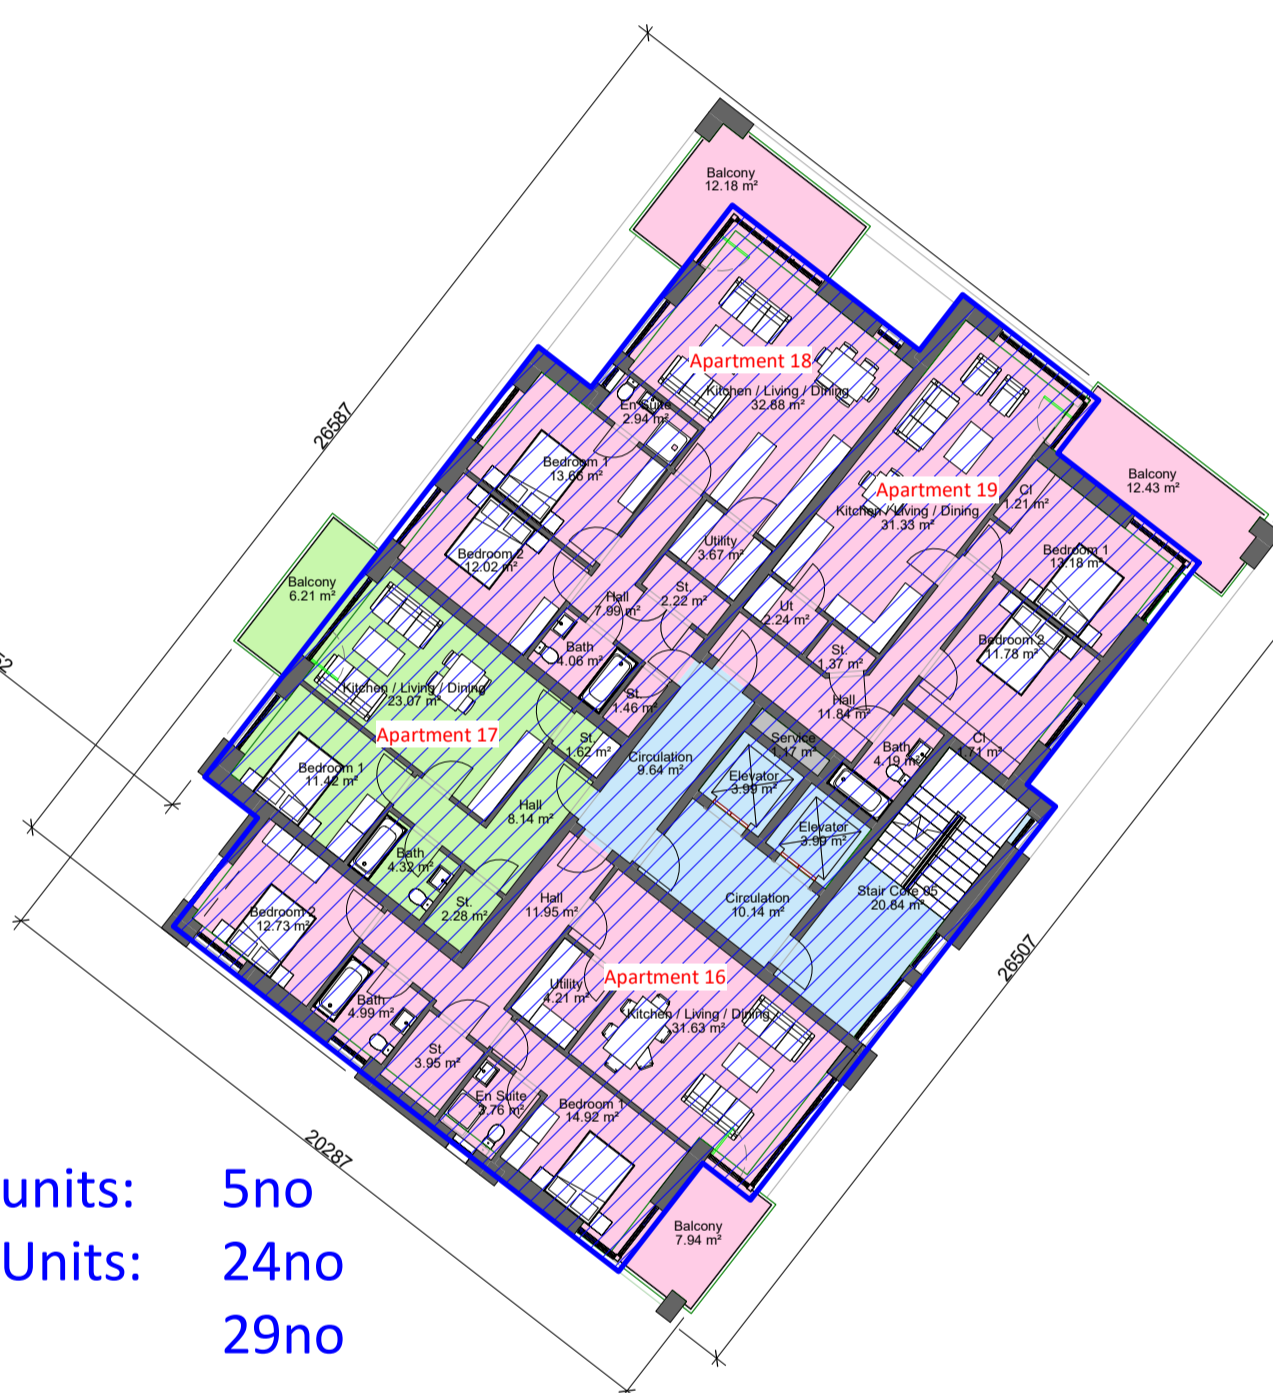 Balcony
12.18 m²
Apartment 18
Kitchen / Living / Dining
32.88 m²
En Suite
2.94 m²
26587
Bedroom 1
13.66 m²
Balcony
12.43 m²
Cl
1.21 m²
Apartment 19
Kitchen / Living / Dining
31.33 m²
Utility
3.67 m²
Bedroom 1
13.18 m²
Bedroom 2
12.02 m²
Balcony
6.21 m²
Hall
7.99 m²
St.
2.22 m²
Ut
2.24 m²
Bedroom 2
11.78 m²
Bath
4.06 m²
St.
1.37 m²
52
Kitchen / Living / Dining
23.07 m²
St.
1.46 m²
Hall
11.84 m²
Apartment 17
St.
1.62 m²
Service
1.17 m²
Bath
4.19 m²
Cl
1.71 m²
Circulation
9.64 m²
Bedroom 1
11.42 m²
Elevator
3.99 m²
Hall
8.14 m²
Elevator
3.99 m²
Bath
4.32 m²
Stair Core 05
20.84 m²
Hall
11.95 m²
Circulation
10.14 m²
St.
2.28 m²
Bedroom 2
12.73 m²
26507
Apartment 16
Utility
4.21 m²
Bath
4.99 m²
Kitchen / Living / Dining
31.63 m²
St
3.95 m²
En Suite
3.76 m²
Bedroom 1
14.92 m²
20287
units: 5no
Balcony
7.94 m²
Units: 24no
29no